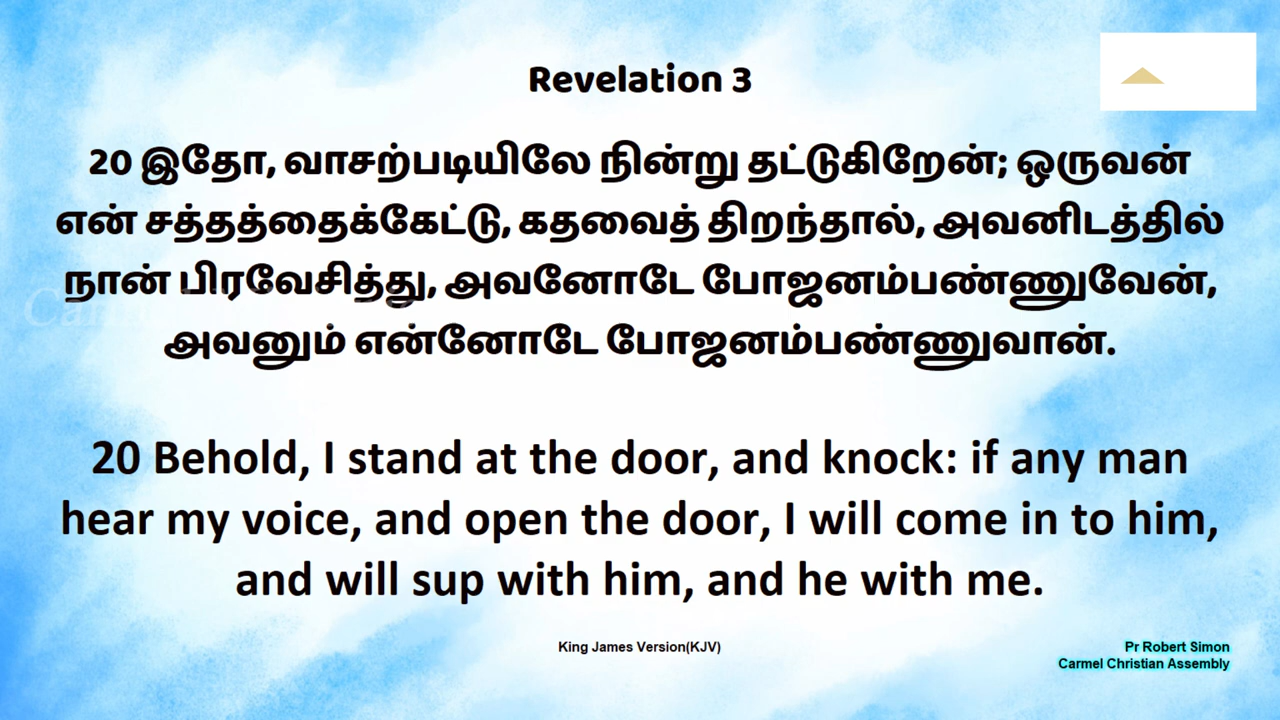 Revelation 3
20 இதோ, வாசற்படியிலே நின்று தட்டுகிறேன்; ஒருவன்
என் சத்தத்தைக்கேட்டு, கதவைத் திறந்தால், அவனிடத்தில்
நான் பிரவேசித்து, அவனோடே போஜனம்பண்ணுவேன்,
அவனும் என்னோடே போஜனம்பண்ணுவான்.
20 Behold, I stand at the door, and knock: if any man
hear my voice, and open the door, I will come in to him,
and will sup with him, and he with me.
King James Version(KJV)
Pr Robert Simon
Carmel Christian Assembly